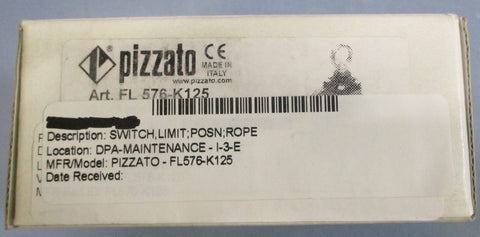 pizzato CE
MADE IN
ITALY
www.pizzato.com
Art. FL 576-K125
Description: SWITCH,LIMIT;POSN;ROPE
Location: DPA-MAINTENANCE - I-3-E
MFR/Model: PIZZATO - FL576-K125
Date Received: